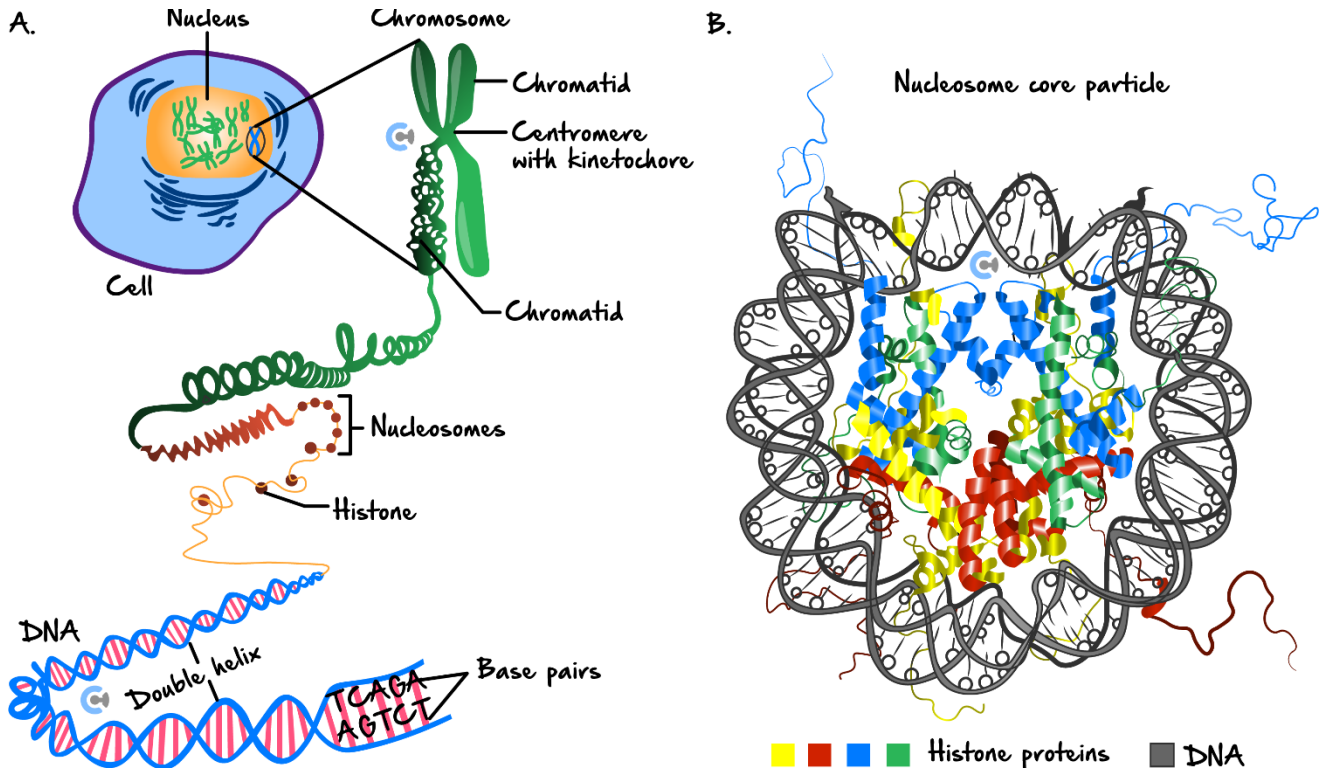 A.
Nucleus
Chromosome
Chromatid
Centromere
with kinetochore
Cell
Chromatid
Nucleosomes
Histone
DNA
Double helix
Base pairs
TCAGA
AGTCT
B.
Nucleosome core particle
Histone proteins
DNA